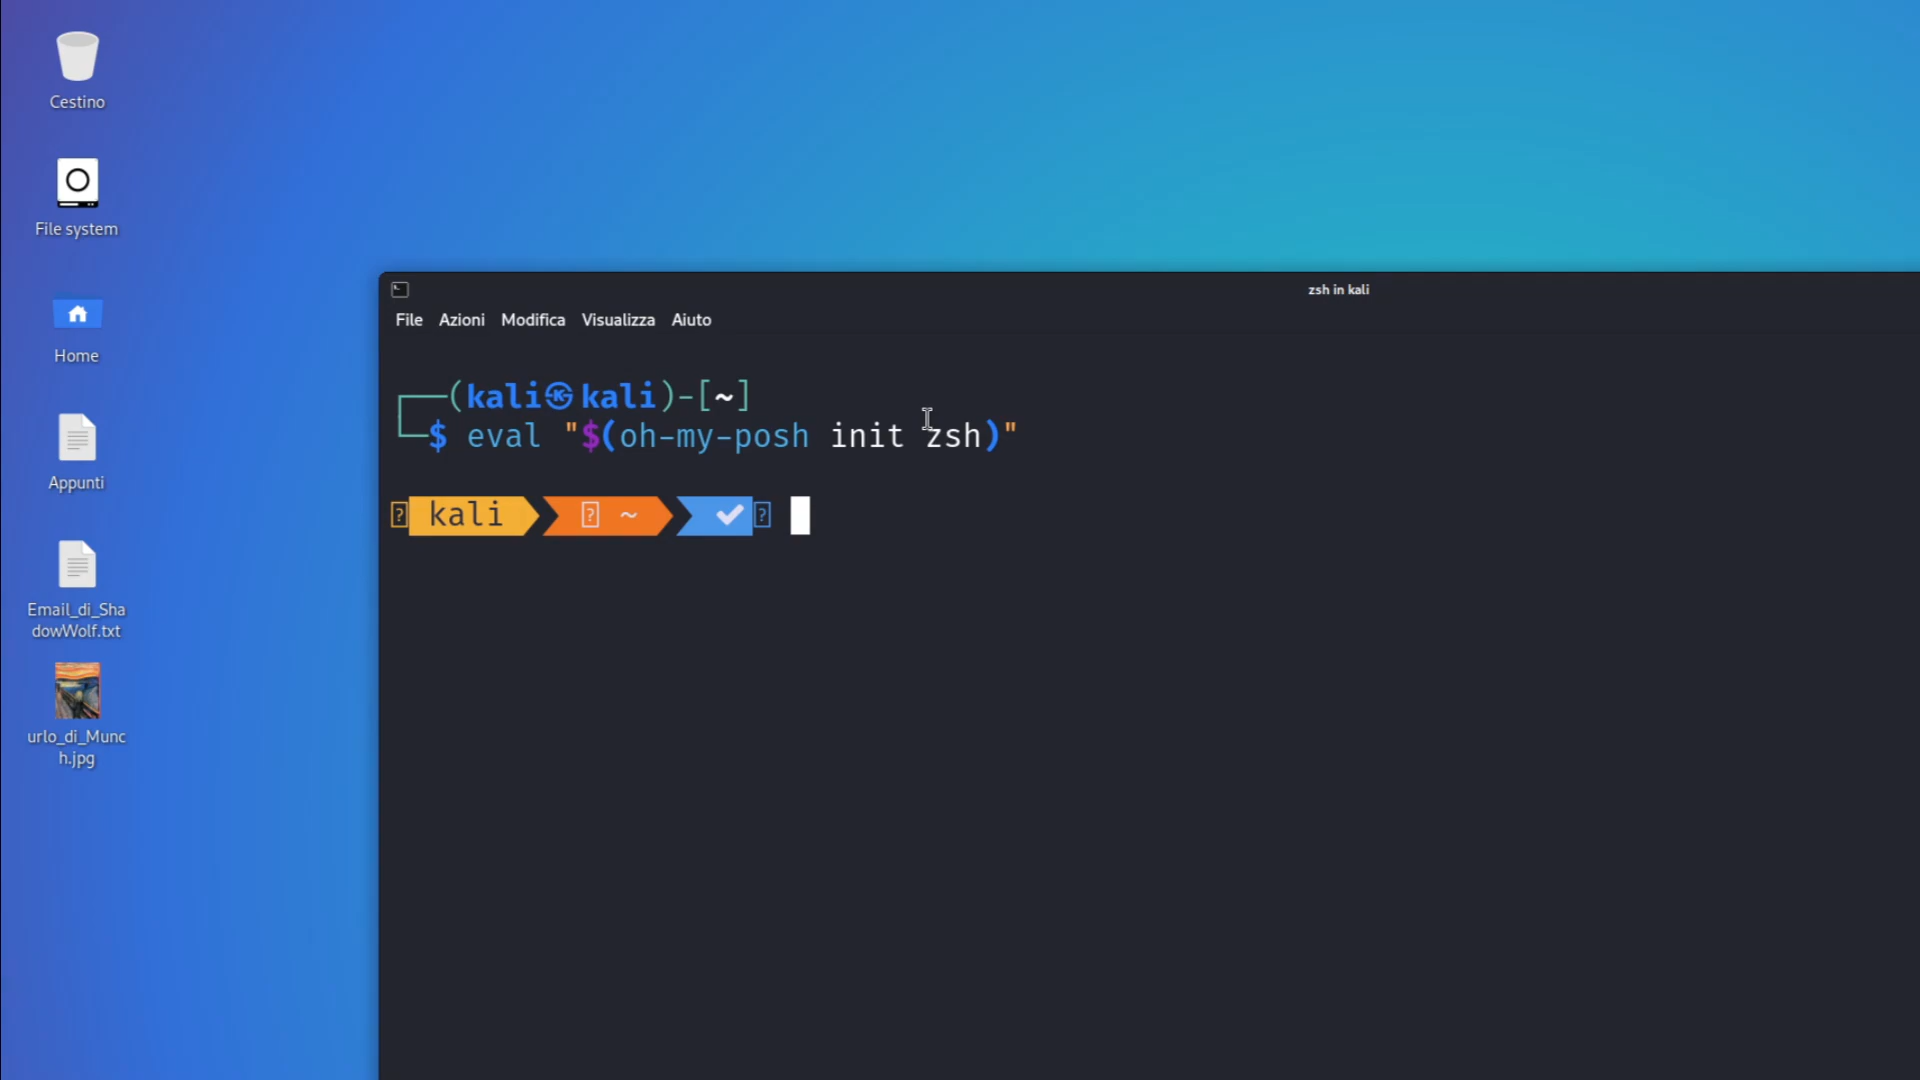 Cestino
File system
Home
Appunti
Email_di_Sha
dowWolf.txt
urlo_di_Munc
h.jpg
zsh in kali
File Azioni Modifica Visualizza Aiuto
┌──(kali㉿kali)-[~]
└─$ eval "$(oh-my-posh init zsh)"
kali ~ ✔